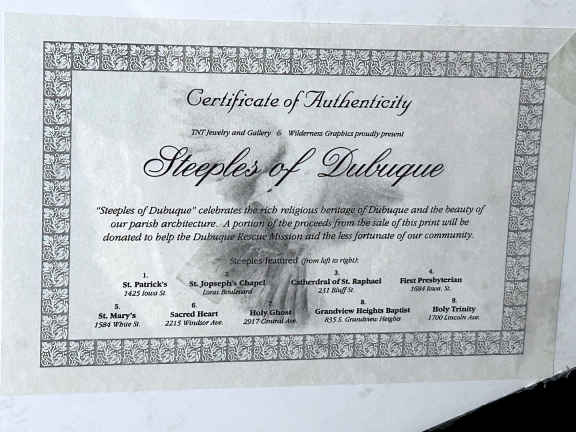 Certificate of Authenticity
TNT Jewelry and Gallery & Wilderness Graphics proudly present
Steeples of Dubuque
"Steeples of Dubuque" celebrates the rich religious heritage of Dubuque and the beauty of
our parish architecture. A portion of the proceeds from the sale of this print will be
donated to help the Dubuque Rescue Mission aid the less fortunate of our community.
Steeples featured (from left to right):
1. 2. 3. 4.
St. Patrick's St. Jopseph's Chapel Catherdral of St. Raphael First Presbyterian
1425 Iowa St. Loras Boulevard 231 Bluff St. 1684 Iowa. St.
5. 6. 7. 8. 9.
St. Mary's Sacred Heart Holy Ghost Grandview Heights Baptist Holy Trinity
1584 White St. 2215 Windsor Ave. 2917 Central Ave. 835 S. Grandview Heights 1700 Lincoln Ave.